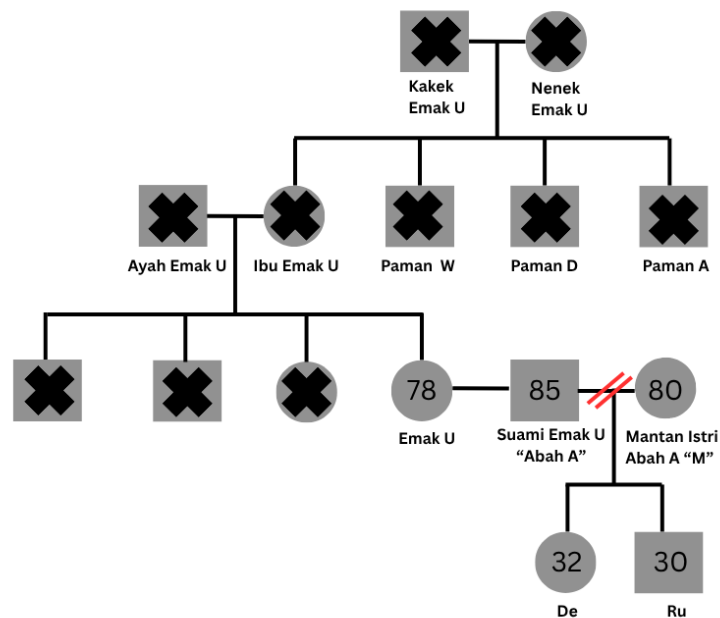 Kakek
Emak U
Nenek
Emak U
Ayah Emak U
Ibu Emak U
Paman W
Paman D
Paman A
78
85
80
Emak U
Suami Emak U
“Abah A”
Mantan Istri
Abah A “M”
32
30
De
Ru